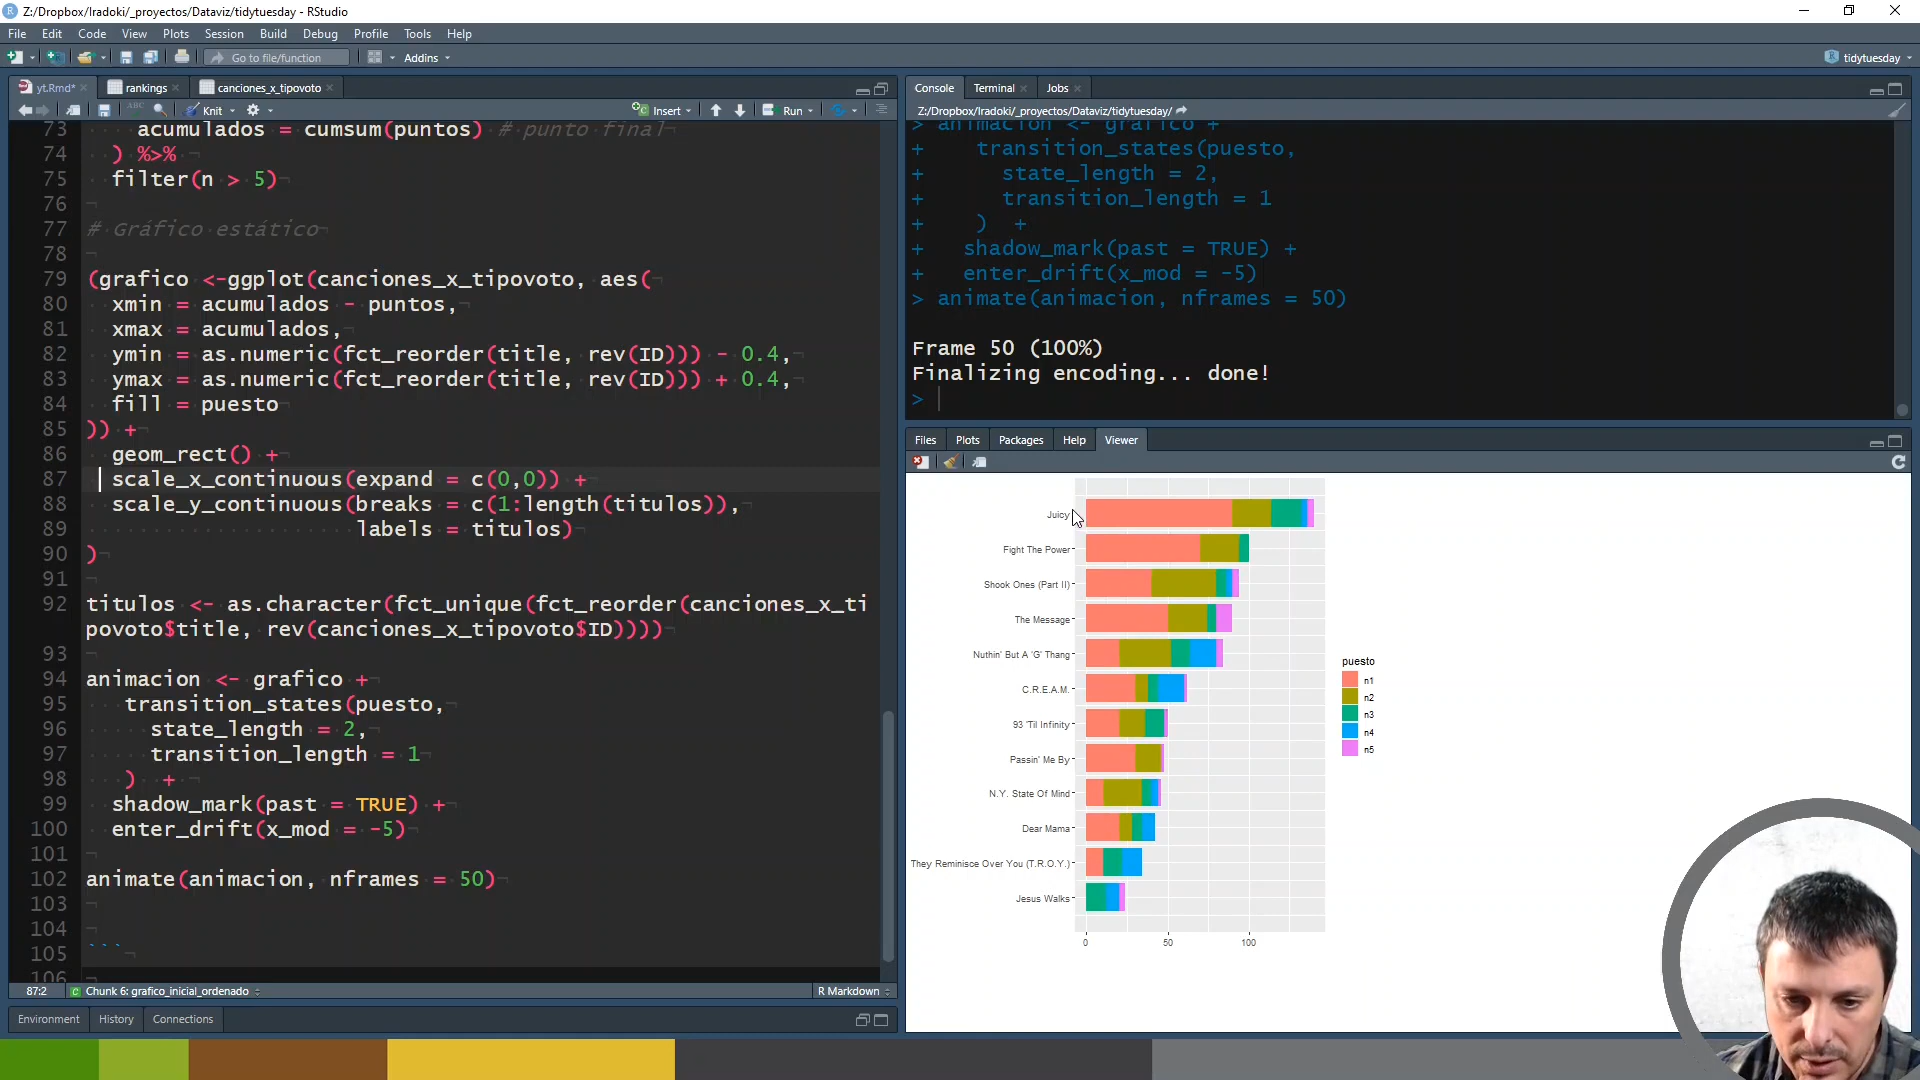 Z:/Dropbox/Iradoki/_proyectos/Dataviz/tidytuesday - RStudio
File Edit Code View Plots Session Build Debug Profile Tools Help
Go to file/function Addins tidytuesday
yt.Rmd* rankings canciones_x_tipovoto
Knit Insert Run
73 acumulados = cumsum(puntos) # punto final
74 ) %>%
75 filter(n > 5)
76
77 # Gráfico estático
78
79 (grafico <-ggplot(canciones_x_tipovoto, aes(
80 xmin = acumulados - puntos,
81 xmax = acumulados,
82 ymin = as.numeric(fct_reorder(title, rev(ID))) - 0.4,
83 ymax = as.numeric(fct_reorder(title, rev(ID))) + 0.4,
84 fill = puesto
85 )) +
86 geom_rect() +
87 scale_x_continuous(expand = c(0,0)) +
88 scale_y_continuous(breaks = c(1:length(titulos)),
89 labels = titulos)
90 )
91
92 titulos <- as.character(fct_unique(fct_reorder(canciones_x_ti
povoto$title, rev(canciones_x_tipovoto$ID))))
93
94 animacion <- grafico +
95 transition_states(puesto,
96 state_length = 2,
97 transition_length = 1
98 ) +
99 shadow_mark(past = TRUE) +
100 enter_drift(x_mod = -5)
101
102 animate(animacion, nframes = 50)
103
104
105 ```
106
87:2 Chunk 6: grafico_inicial_ordenado R Markdown
Environment History Connections
Console Terminal Jobs
Z:/Dropbox/Iradoki/_proyectos/Dataviz/tidytuesday/
> animacion <- grafico +
+ transition_states(puesto,
+ state_length = 2,
+ transition_length = 1
+ ) +
+ shadow_mark(past = TRUE) +
+ enter_drift(x_mod = -5)
> animate(animacion, nframes = 50)
Frame 50 (100%)
Finalizing encoding... done!
>
Files Plots Packages Help Viewer
Juicy
Fight The Power
Shook Ones (Part II)
The Message
Nuthin' But A 'G' Thang
C.R.E.A.M.
93 'Til Infinity
Passin' Me By
N.Y. State Of Mind
Dear Mama
They Reminisce Over You (T.R.O.Y.)
Jesus Walks
0 50 100
puesto
n1
n2
n3
n4
n5